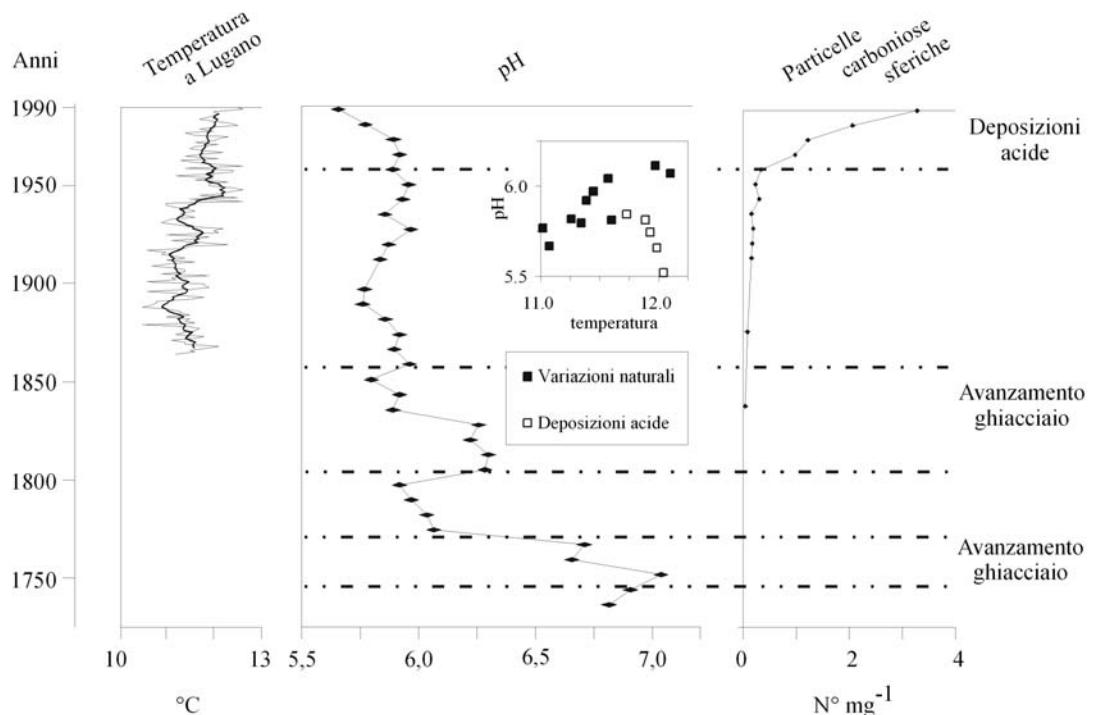 Anni
Temperatura
a Lugano
pH
Particelle
carboniose
sferiche
1990
1950
1900
1850
1800
1750
Deposizioni
acide
Avanzamento
ghiacciaio
Avanzamento
ghiacciaio
pH
6.0
5.5
11.0 12.0
temperatura
Variazioni naturali
Deposizioni acide
10 13
°C
5,5 6,0 6,5 7,0
0 2 4
N° mg-1